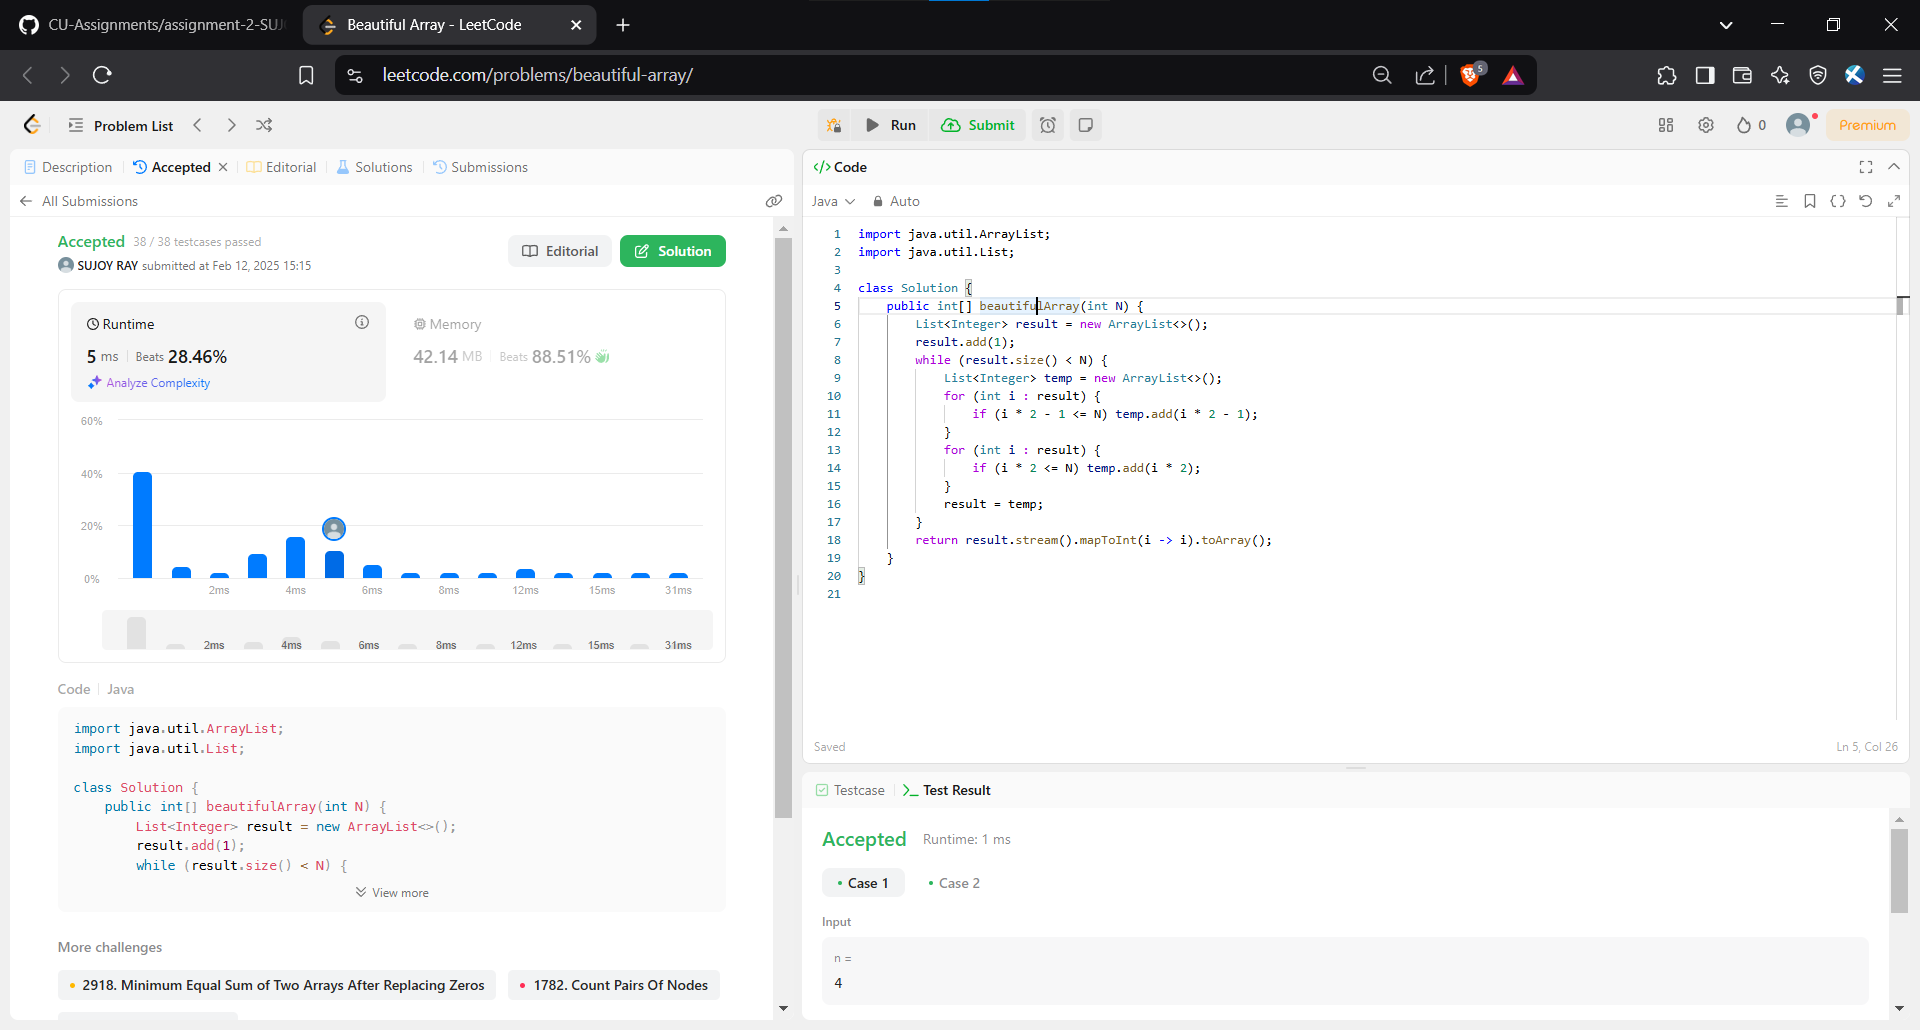 CU-Assignments/assignment-2-SUJ
Beautiful Array - LeetCode
leetcode.com/problems/beautiful-array/
5
Problem List
Run
Submit
0
Premium
Description
Accepted
Editorial
Solutions
Submissions
All Submissions
Accepted 38 / 38 testcases passed
SUJOY RAY submitted at Feb 12, 2025 15:15
Editorial
Solution
Runtime
5 ms Beats 28.46%
Analyze Complexity
Memory
42.14 MB Beats 88.51%
60%
40%
20%
0%
2ms 4ms 6ms 8ms 12ms 15ms 31ms
2ms 4ms 6ms 8ms 12ms 15ms 31ms
Code Java
import java.util.ArrayList;
import java.util.List;
class Solution {
public int[] beautifulArray(int N) {
List<Integer> result = new ArrayList<>();
result.add(1);
while (result.size() < N) {
View more
More challenges
2918. Minimum Equal Sum of Two Arrays After Replacing Zeros
1782. Count Pairs Of Nodes
</> Code
Java Auto
1 import java.util.ArrayList;
2 import java.util.List;
3
4 class Solution {
5 public int[] beautifulArray(int N) {
6 List<Integer> result = new ArrayList<>();
7 result.add(1);
8 while (result.size() < N) {
9 List<Integer> temp = new ArrayList<>();
10 for (int i : result) {
11 if (i * 2 - 1 <= N) temp.add(i * 2 - 1);
12 }
13 for (int i : result) {
14 if (i * 2 <= N) temp.add(i * 2);
15 }
16 result = temp;
17 }
18 return result.stream().mapToInt(i -> i).toArray();
19 }
20 }
21
Saved
Ln 5, Col 26
Testcase
Test Result
Accepted Runtime: 1 ms
Case 1
Case 2
Input
n =
4